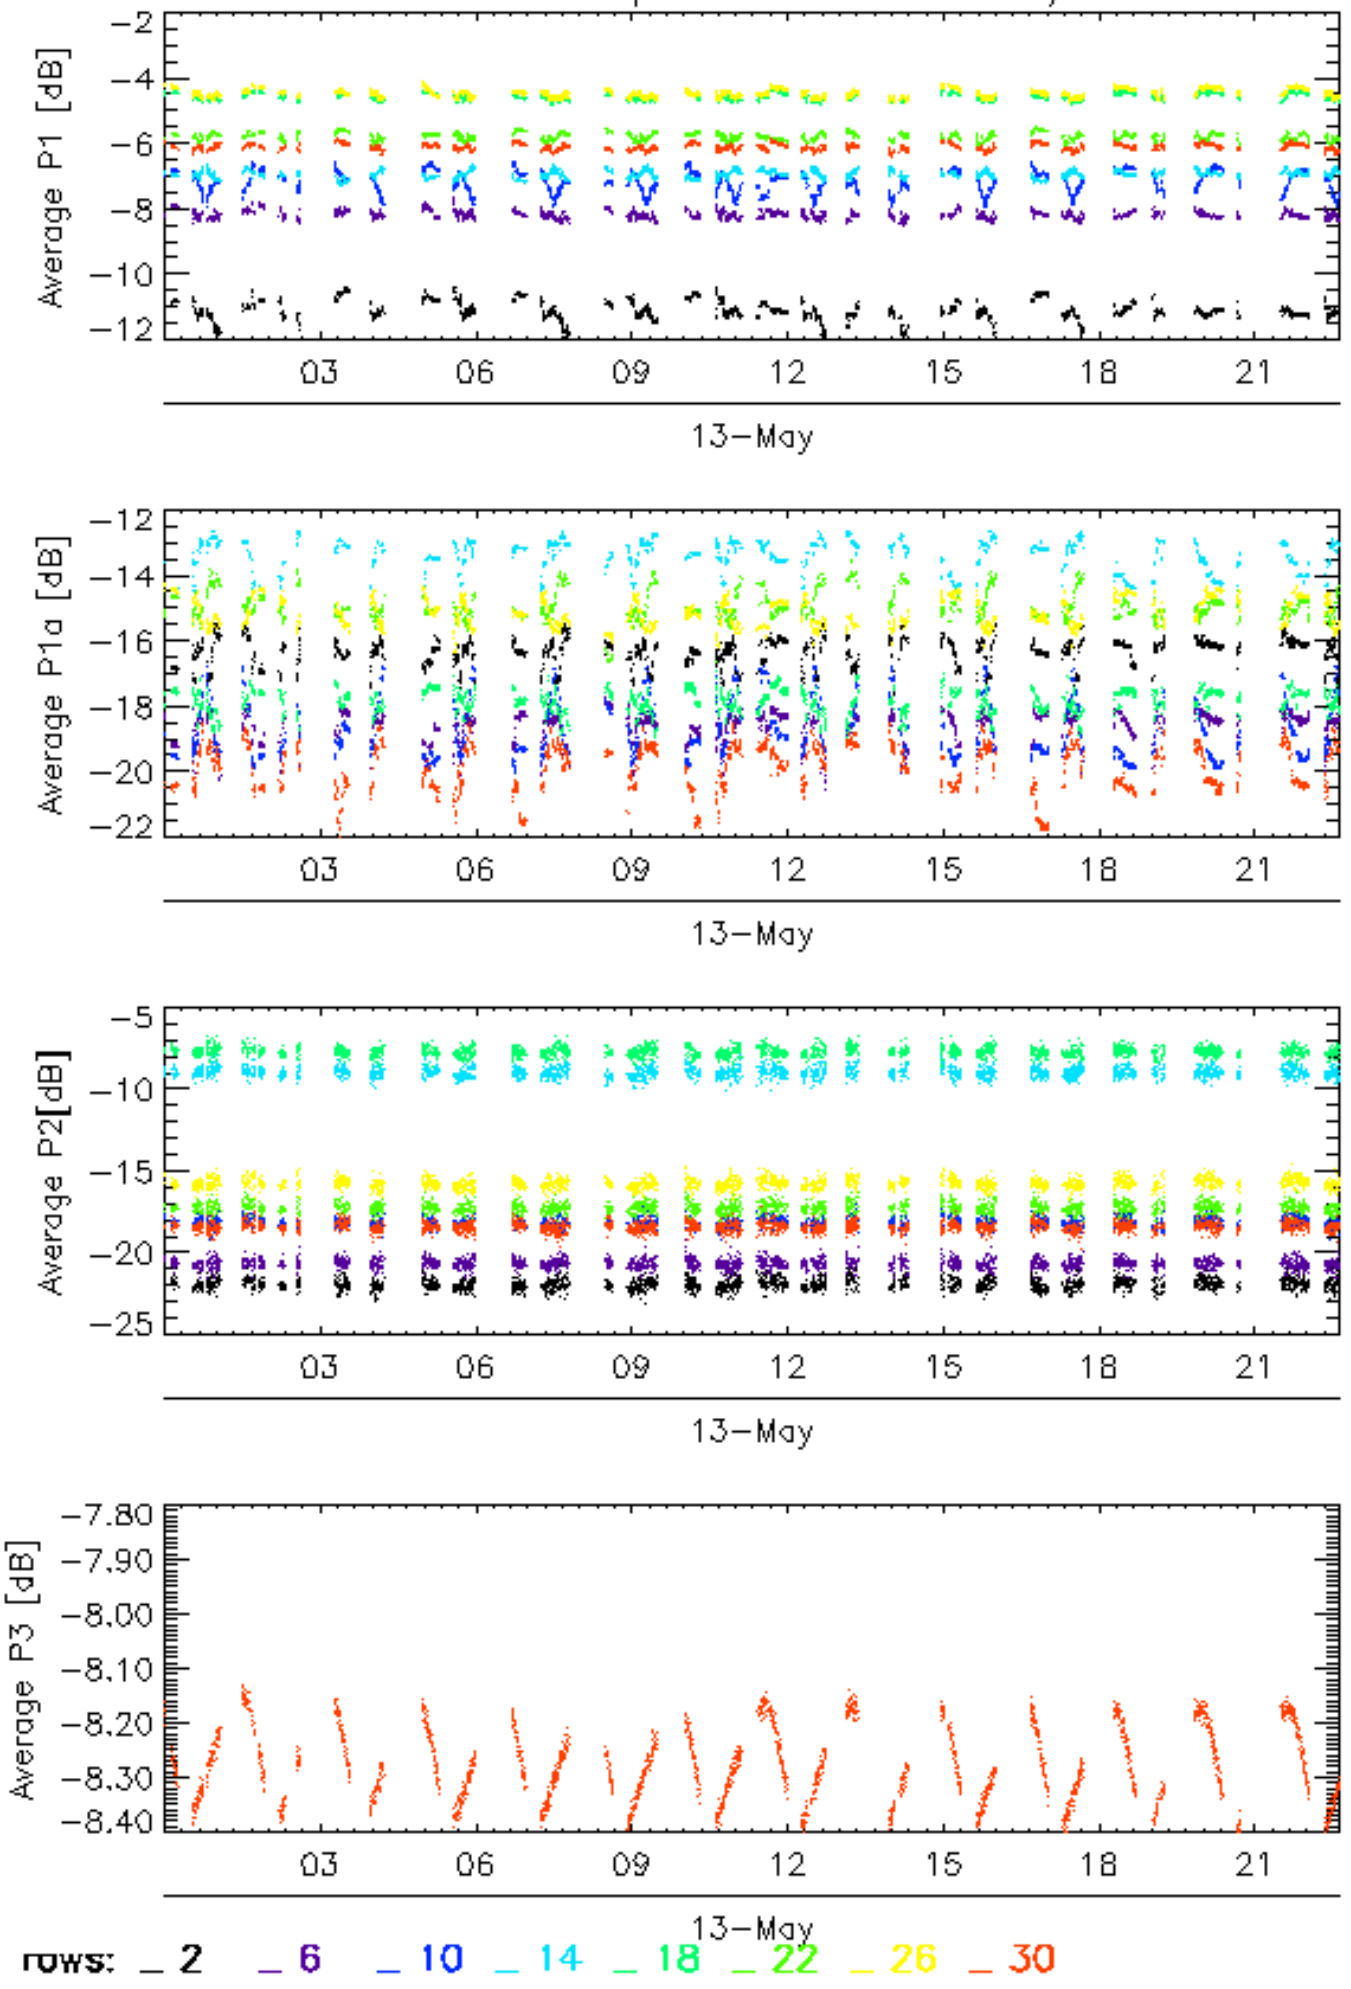 Average P1 [dB]
-2
-4
-6
-8
-10
-12
03 06 09 12 15 18 21
13-May
Average P1a [dB]
-12
-14
-16
-18
-20
-22
03 06 09 12 15 18 21
13-May
Average P2[dB]
-5
-10
-15
-20
-25
03 06 09 12 15 18 21
13-May
Average P3 [dB]
-7.80
-7.90
-8.00
-8.10
-8.20
-8.30
-8.40
03 06 09 12 15 18 21
13-May
rows: _ 2 _ 6 _ 10 _ 14 _ 18 _ 22 _ 26 _ 30